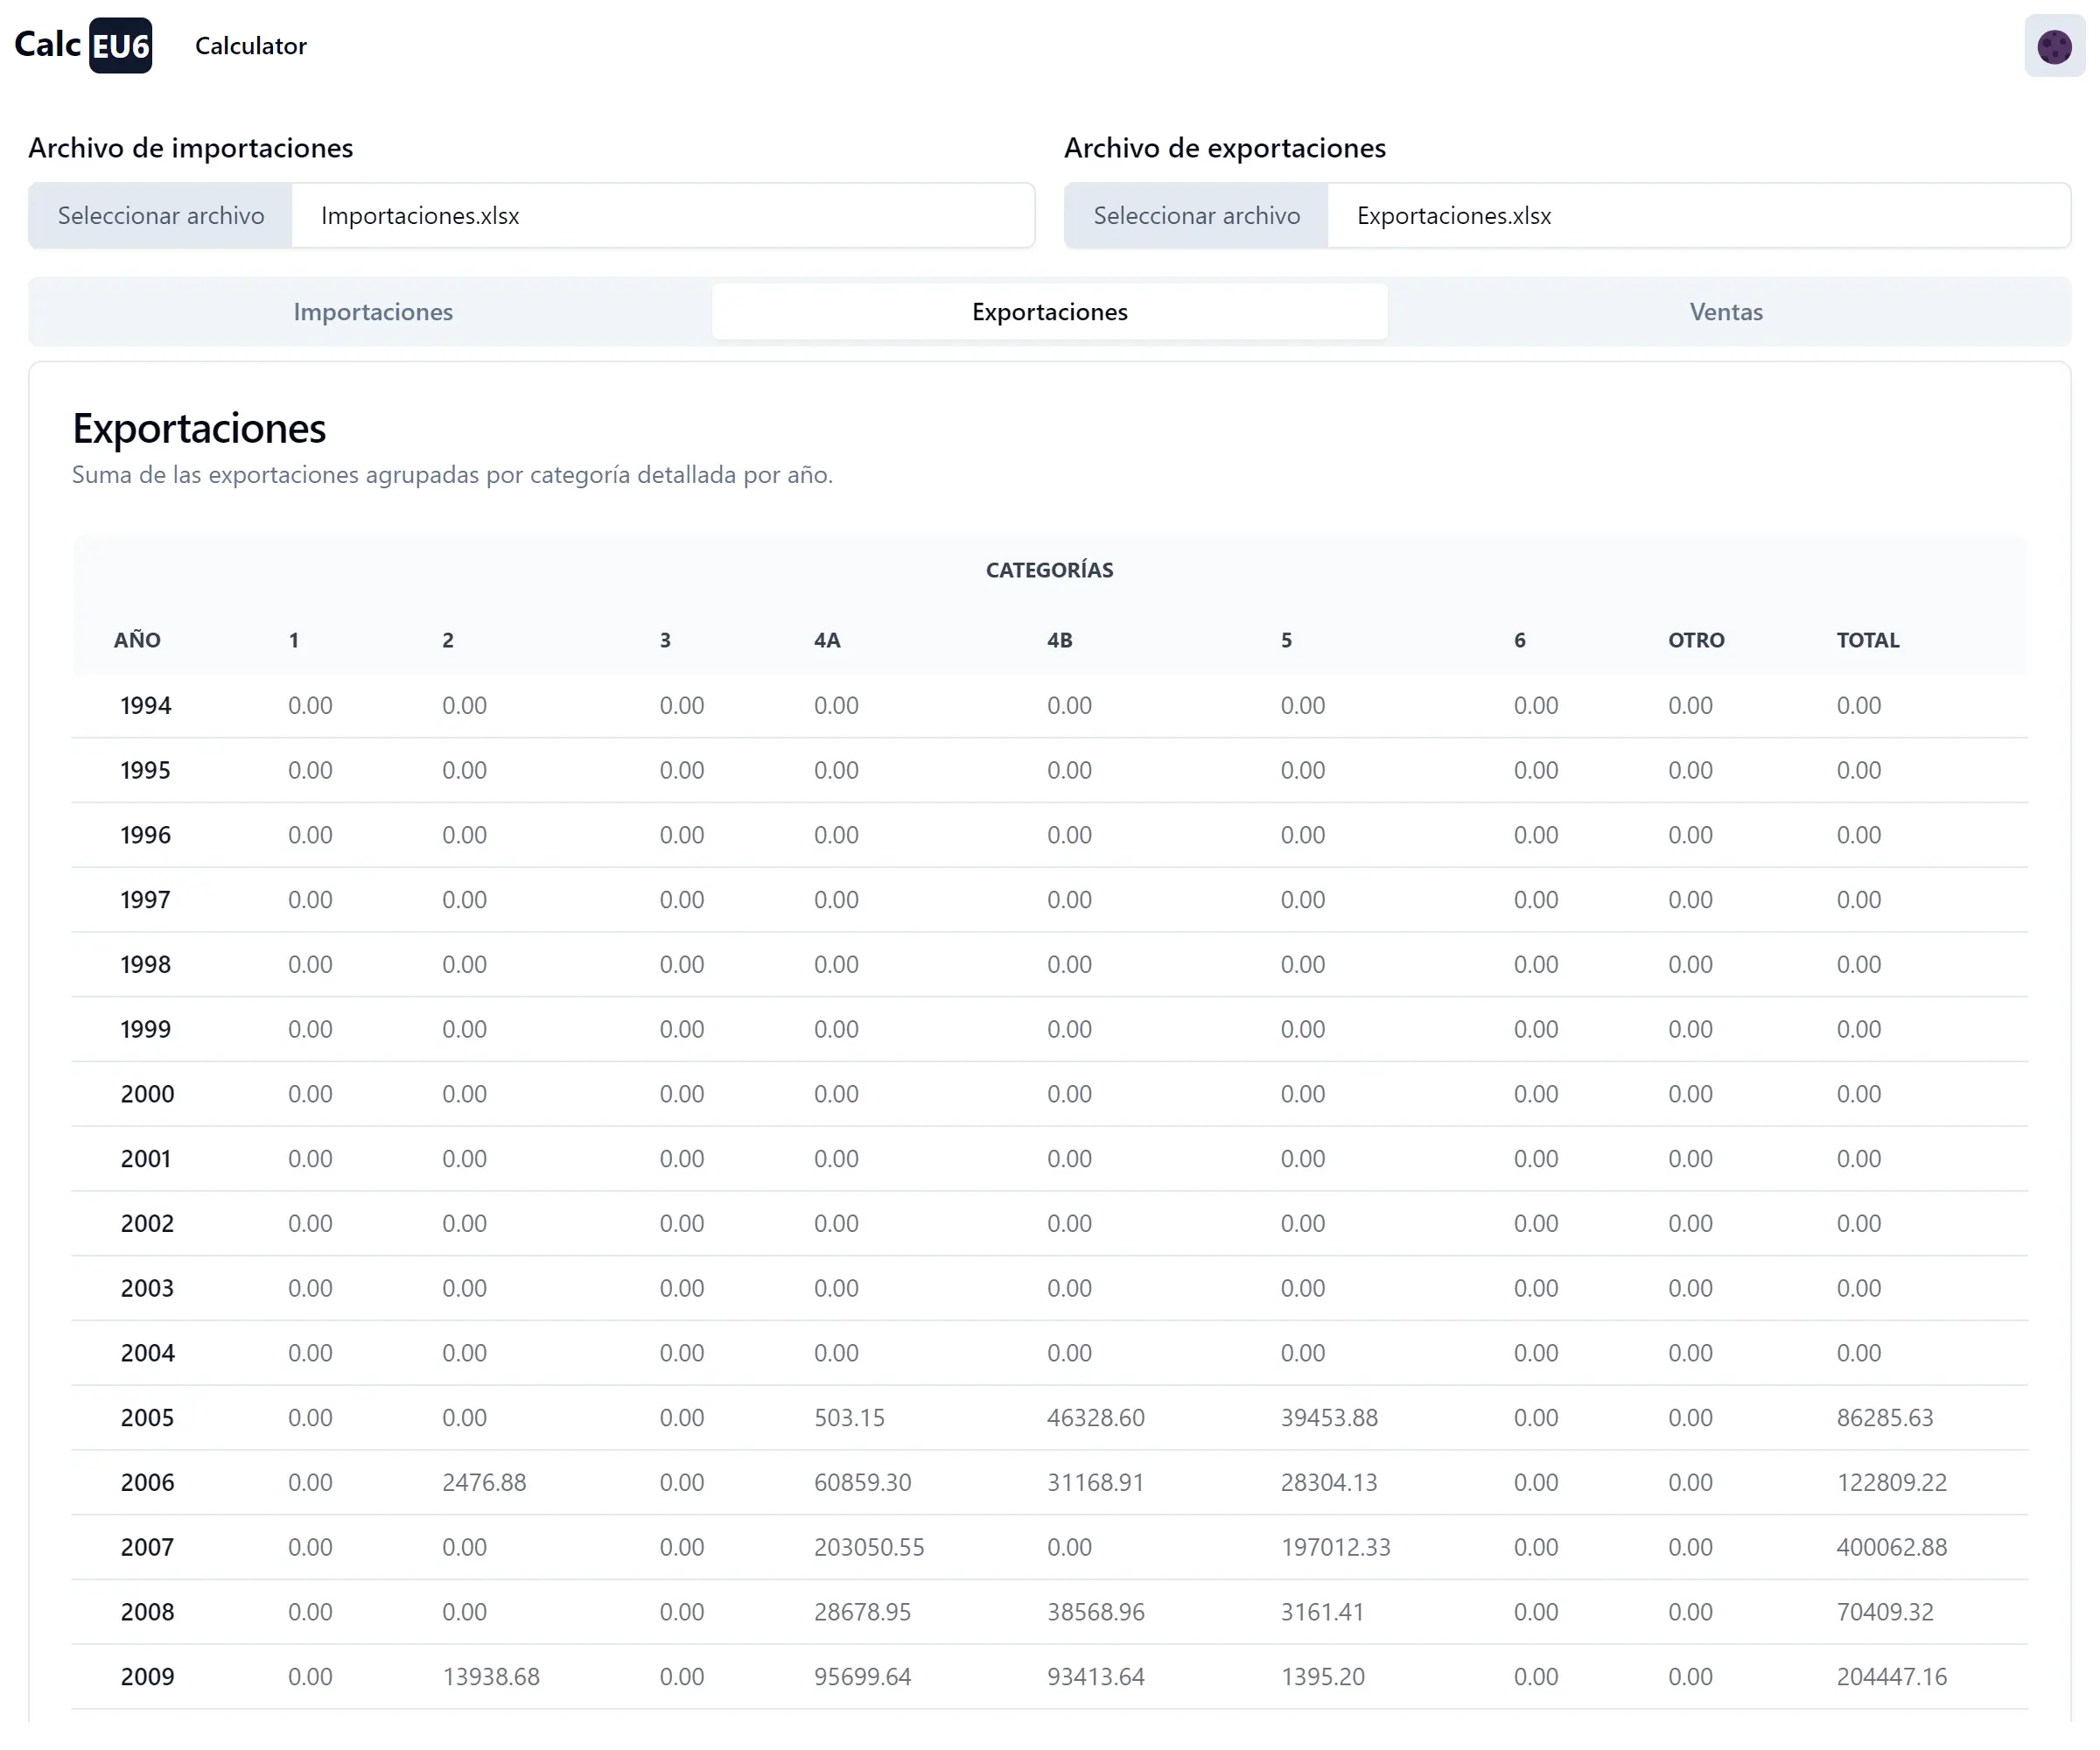 Calc EU6 Calculator
Archivo de importaciones Archivo de exportaciones
Seleccionar archivo Importaciones.xlsx Seleccionar archivo Exportaciones.xlsx
Importaciones Exportaciones Ventas
Exportaciones
Suma de las exportaciones agrupadas por categoría detallada por año.
CATEGORÍAS
AÑO 1 2 3 4A 4B 5 6 OTRO TOTAL
1994 0.00 0.00 0.00 0.00 0.00 0.00 0.00 0.00 0.00
1995 0.00 0.00 0.00 0.00 0.00 0.00 0.00 0.00 0.00
1996 0.00 0.00 0.00 0.00 0.00 0.00 0.00 0.00 0.00
1997 0.00 0.00 0.00 0.00 0.00 0.00 0.00 0.00 0.00
1998 0.00 0.00 0.00 0.00 0.00 0.00 0.00 0.00 0.00
1999 0.00 0.00 0.00 0.00 0.00 0.00 0.00 0.00 0.00
2000 0.00 0.00 0.00 0.00 0.00 0.00 0.00 0.00 0.00
2001 0.00 0.00 0.00 0.00 0.00 0.00 0.00 0.00 0.00
2002 0.00 0.00 0.00 0.00 0.00 0.00 0.00 0.00 0.00
2003 0.00 0.00 0.00 0.00 0.00 0.00 0.00 0.00 0.00
2004 0.00 0.00 0.00 0.00 0.00 0.00 0.00 0.00 0.00
2005 0.00 0.00 0.00 503.15 46328.60 39453.88 0.00 0.00 86285.63
2006 0.00 2476.88 0.00 60859.30 31168.91 28304.13 0.00 0.00 122809.22
2007 0.00 0.00 0.00 203050.55 0.00 197012.33 0.00 0.00 400062.88
2008 0.00 0.00 0.00 28678.95 38568.96 3161.41 0.00 0.00 70409.32
2009 0.00 13938.68 0.00 95699.64 93413.64 1395.20 0.00 0.00 204447.16